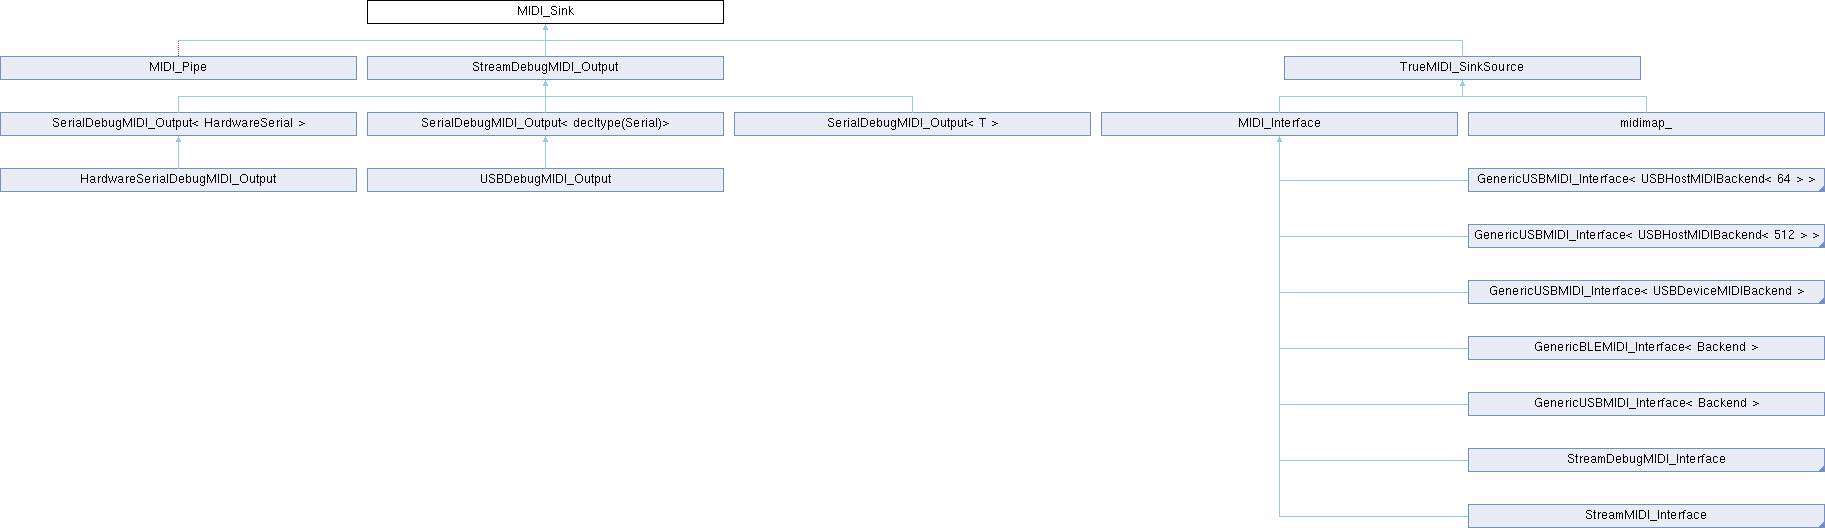 MIDI_Sink
MIDI_Pipe
StreamDebugMIDI_Output
TrueMIDI_SinkSource
SerialDebugMIDI_Output< HardwareSerial >
SerialDebugMIDI_Output< decltype(Serial)>
SerialDebugMIDI_Output< T >
MIDI_Interface
midimap_
HardwareSerialDebugMIDI_Output
USBDebugMIDI_Output
GenericUSBMIDI_Interface< USBHostMIDIBackend< 64 > >
GenericUSBMIDI_Interface< USBHostMIDIBackend< 512 > >
GenericUSBMIDI_Interface< USBDeviceMIDIBackend >
GenericBLEMIDI_Interface< Backend >
GenericUSBMIDI_Interface< Backend >
StreamDebugMIDI_Interface
StreamMIDI_Interface